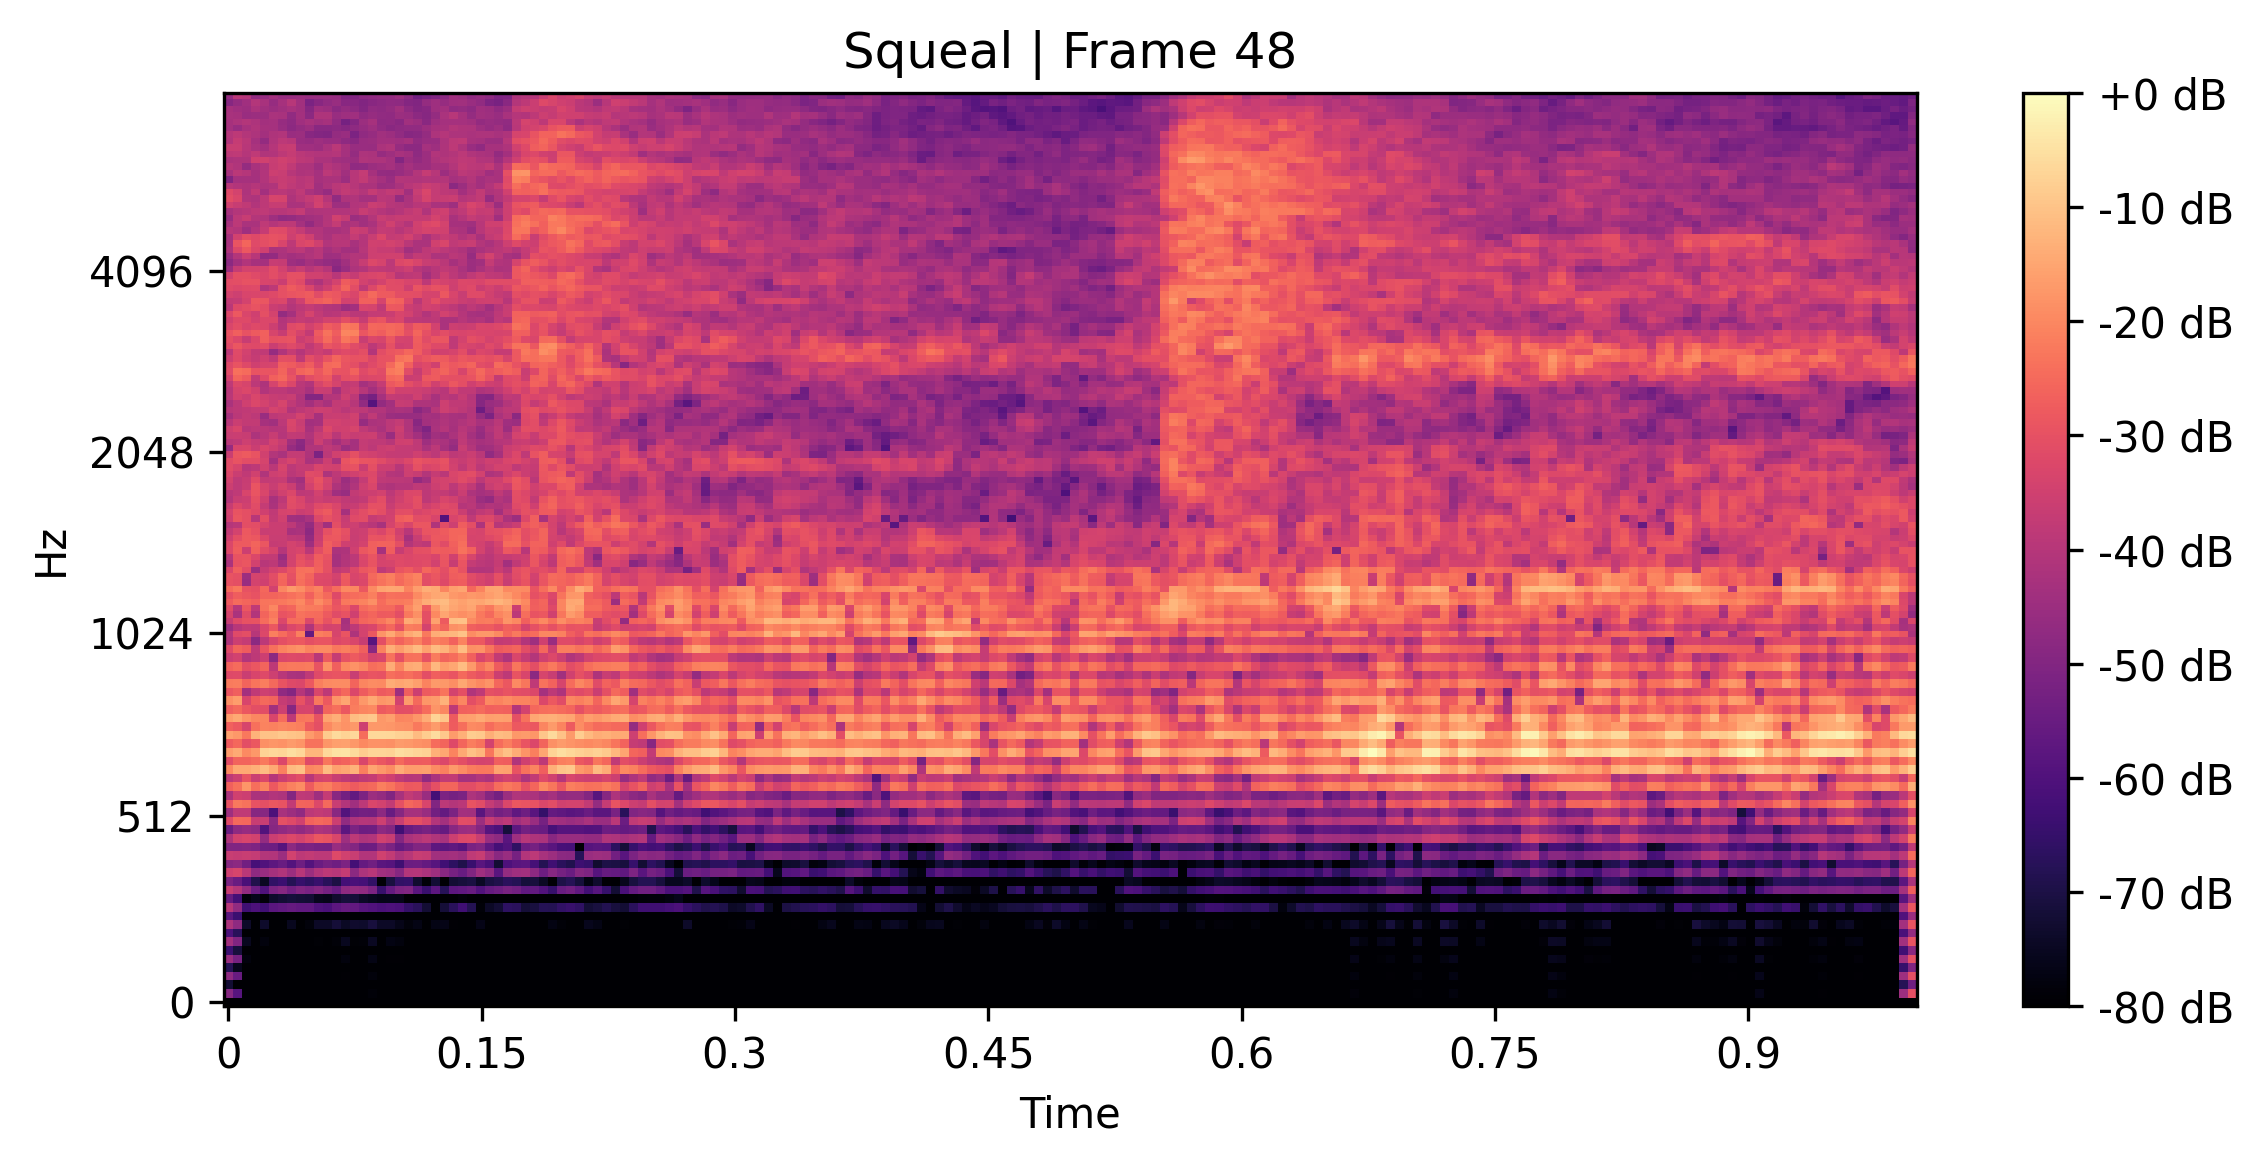 Squeal | Frame 48
Hz
4096
2048
1024
512
0
0 0.15 0.3 0.45 0.6 0.75 0.9
Time
+0 dB
-10 dB
-20 dB
-30 dB
-40 dB
-50 dB
-60 dB
-70 dB
-80 dB